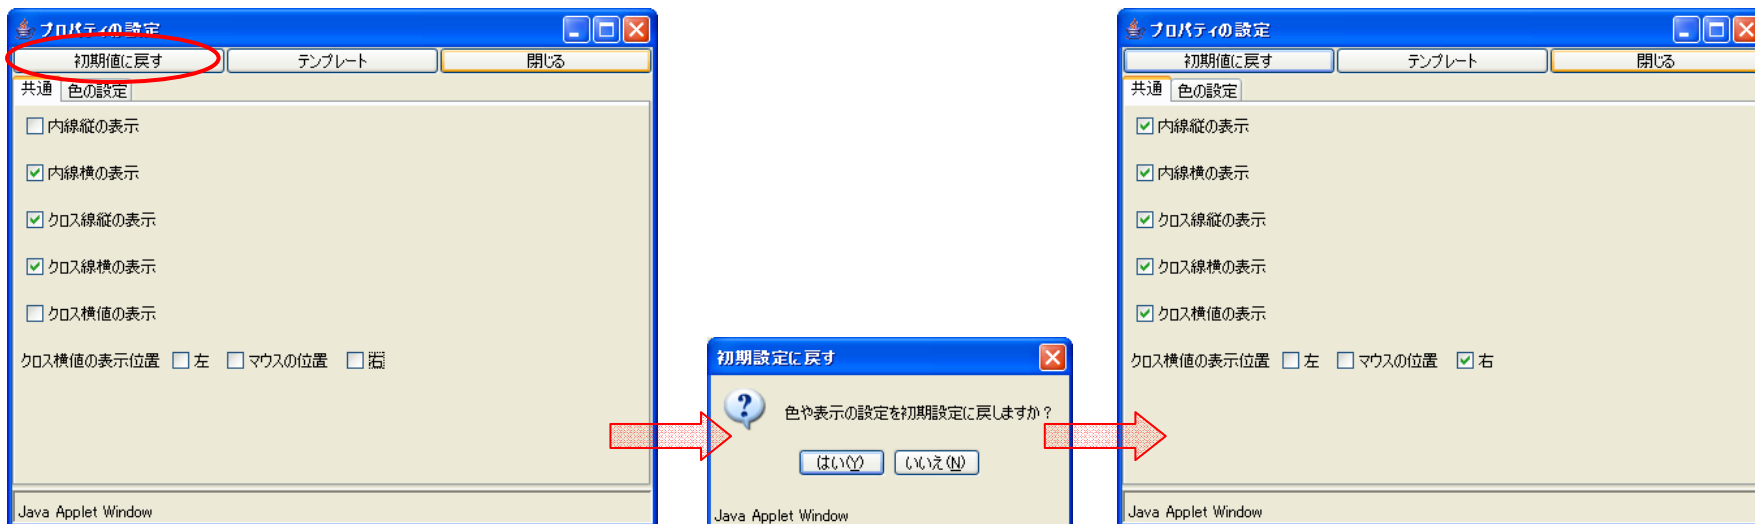 プロパティの設定
初期値に戻す テンプレート 閉じる
共通 色の設定
内線縦の表示
内線横の表示
クロス線縦の表示
クロス線横の表示
クロス横値の表示
クロス横値の表示位置 左 マウスの位置 右
Java Applet Window
初期設定に戻す
色や表示の設定を初期設定に戻しますか？
はい(Y) いいえ(N)
Java Applet Window
プロパティの設定
初期値に戻す テンプレート 閉じる
共通 色の設定
内線縦の表示
内線横の表示
クロス線縦の表示
クロス線横の表示
クロス横値の表示
クロス横値の表示位置 左 マウスの位置 右
Java Applet Window